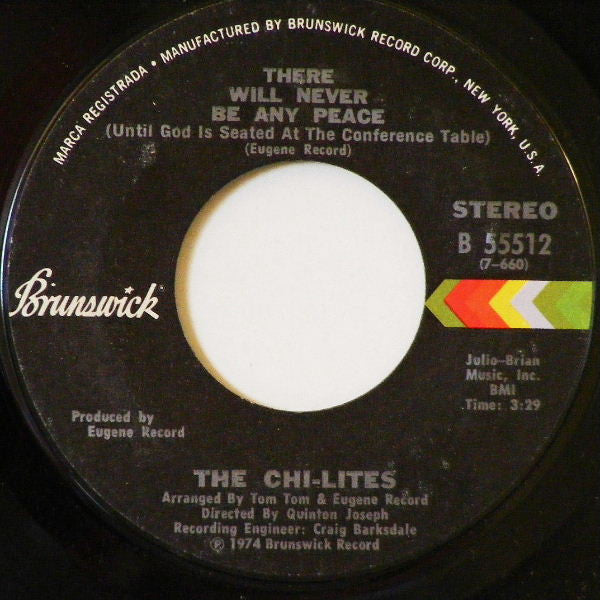 MARCA REGISTRADA • MANUFACTURED BY BRUNSWICK RECORD CORP., NEW YORK, U.S.A.
THERE
WILL NEVER
BE ANY PEACE
(Until God Is Seated At The Conference Table)
(Eugene Record)
STEREO
B 55512
(7-660)
Brunswick
Julio-Brian
Music, Inc.
BMI
Time: 3:29
Produced by
Eugene Record
THE CHI-LITES
Arranged By Tom Tom & Eugene Record
Directed By Quinton Joseph
Recording Engineer: Craig Barksdale
℗ 1974 Brunswick Record